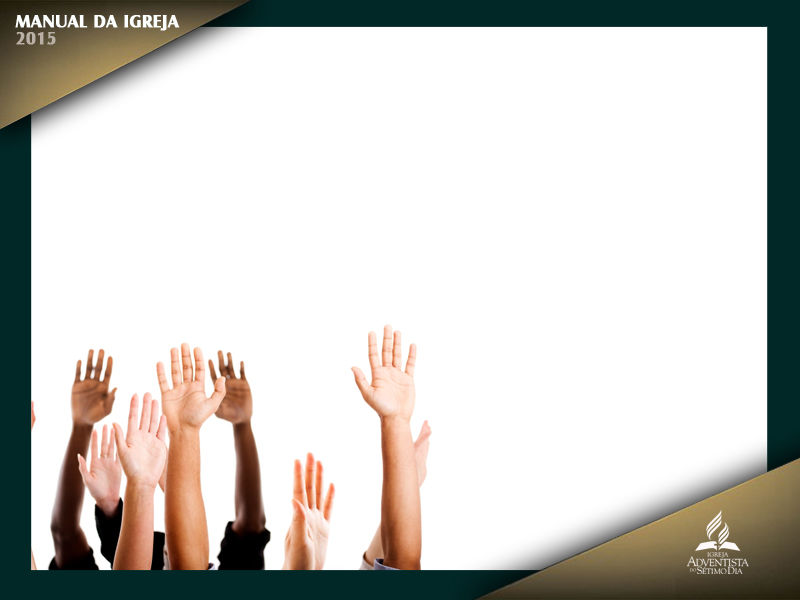 MANUAL DA IGREJA
2015
IGREJA
ADVENTISTA
DO SÉTIMO DIA